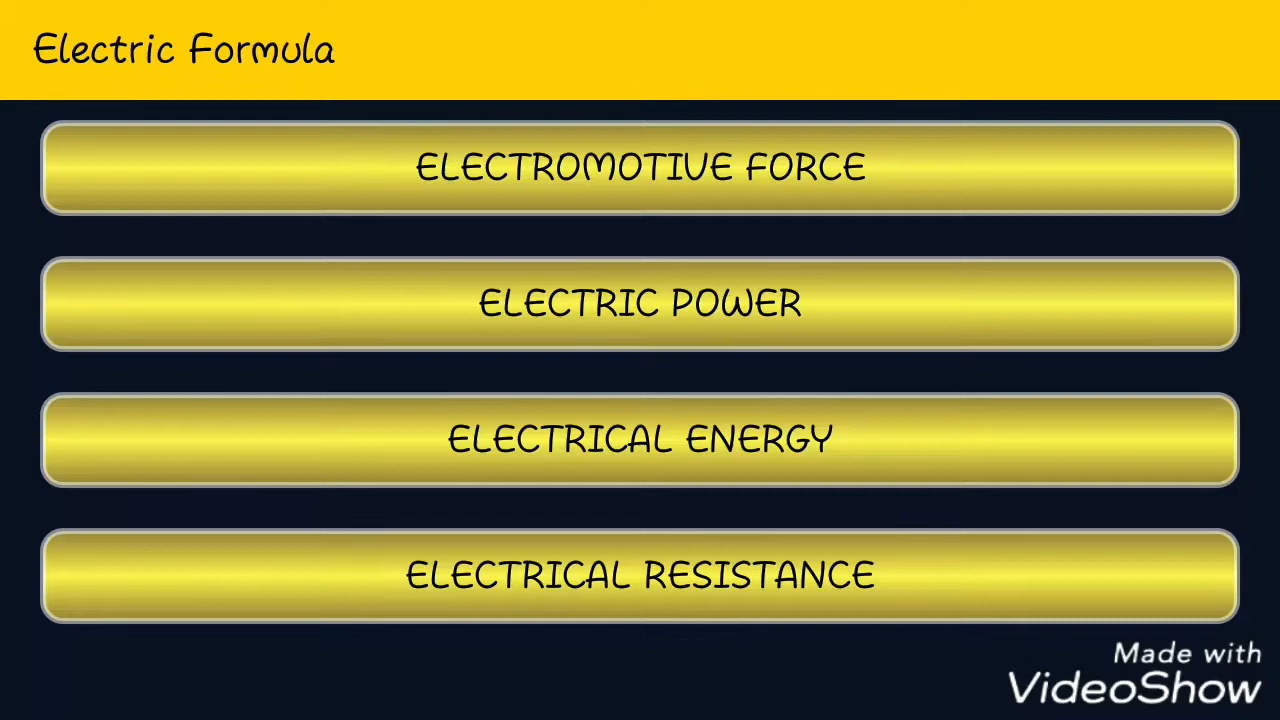 Electric Formula
ELECTROMOTIVE FORCE
ELECTRIC POWER
ELECTRICAL ENERGY
ELECTRICAL RESISTANCE
Made with
VideoShow